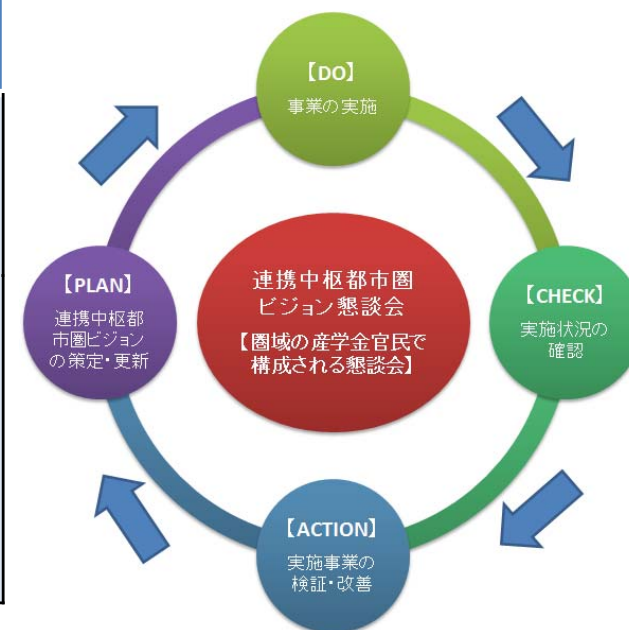 【DO】
事業の実施
【PLAN】
連携中枢都
市圏ビジョン
の策定・更新
連携中枢都市圏
ビジョン懇談会
【圏域の産学金官民で
構成される懇談会】
【CHECK】
実施状況の
確認
【ACTION】
実施事業の
検証・改善